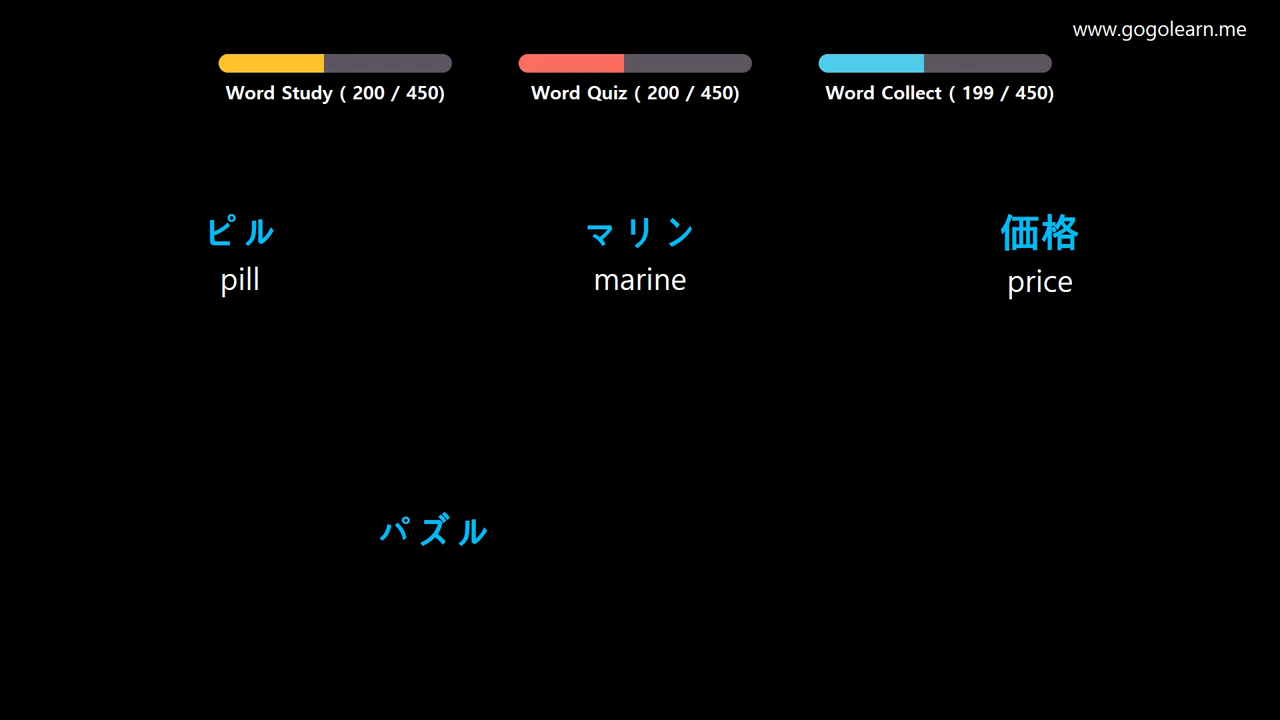 www.gogolearn.me
Word Study ( 200 / 450)
Word Quiz ( 200 / 450)
Word Collect ( 199 / 450)
ピル
pill
マリン
marine
価格
price
パズル